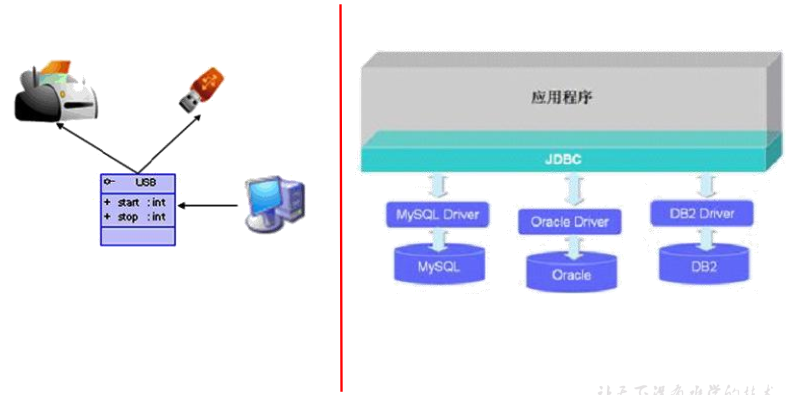 USB
+ start : int
+ stop : int
应用程序
JDBC
MySQL Driver
Oracle Driver
DB2 Driver
MySQL
Oracle
DB2